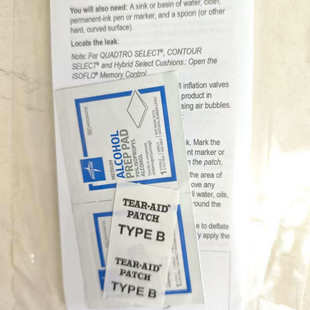 You will also need: A sink or basin of water, cloth,
permanent-ink pen or marker, and a spoon (or other
hard, curved surface).
Locate the leak:
Note: For QUADTRO SELECT®, CONTOUR
SELECT® and Hybrid Select Cushions: Open the
ISOFLO® Memory Control
inflation valves
product in
sing air bubbles.
ALCOHOL
PREP PAD
k. Mark the
nt marker or
the patch.
the area of
ove any
water, oils,
round the
TEAR-AID®
PATCH
TYPE B
to deflate
y apply the
TEAR-AID®
PATCH
TYPE B